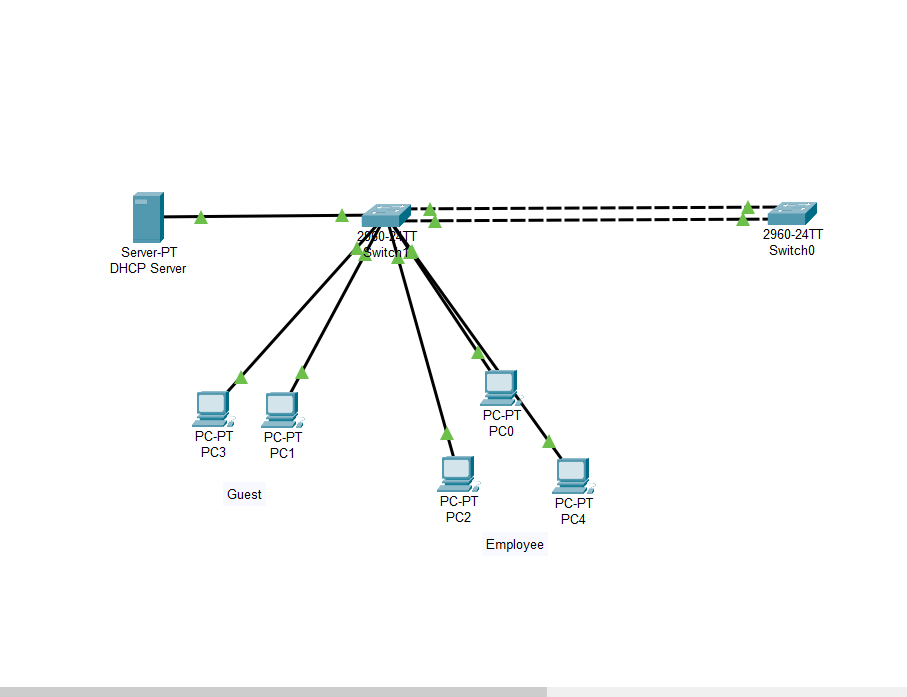 Server-PT
DHCP Server
2960-24TT
Switch1
2960-24TT
Switch0
PC-PT
PC3
PC-PT
PC1
PC-PT
PC0
PC-PT
PC2
PC-PT
PC4
Guest
Employee